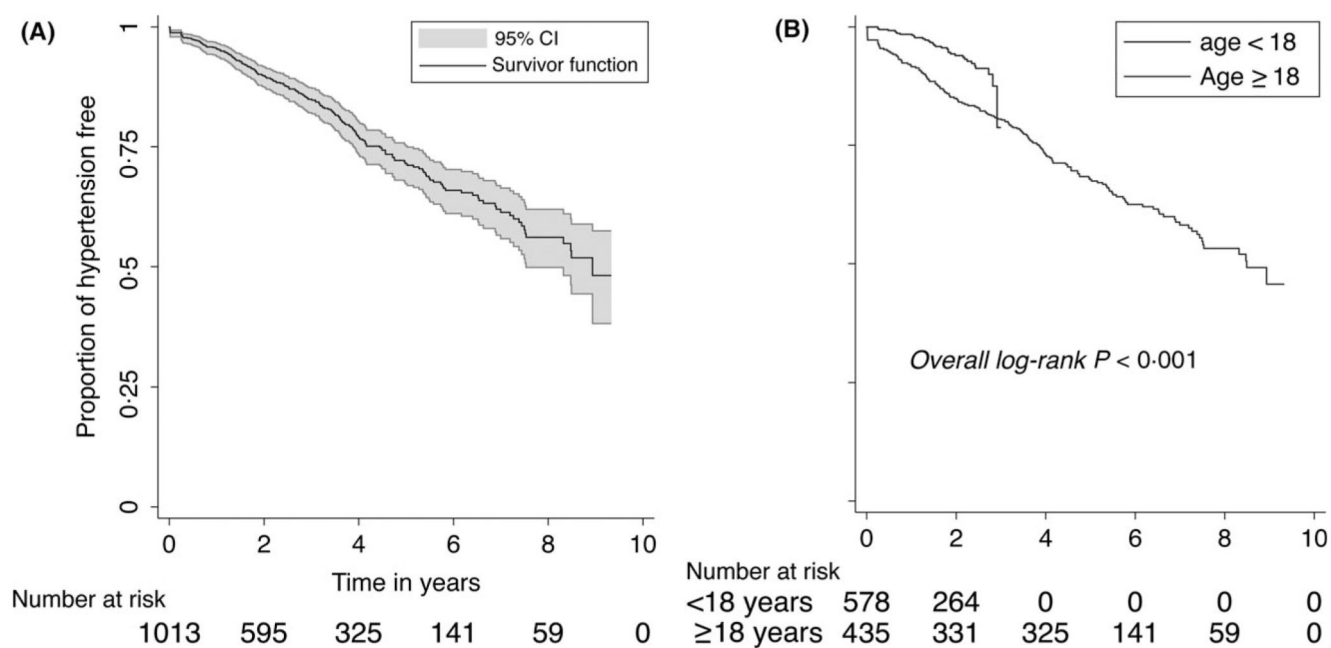 (A)
95% CI
Survivor function
Proportion of hypertension free
1
0·75
0·5
0·25
0
0 2 4 6 8 10
Time in years
Number at risk
1013 595 325 141 59 0
(B)
age < 18
Age ≥ 18
Overall log-rank P < 0·001
0 2 4 6 8 10
Number at risk
<18 years 578 264 0 0 0 0
≥18 years 435 331 325 141 59 0